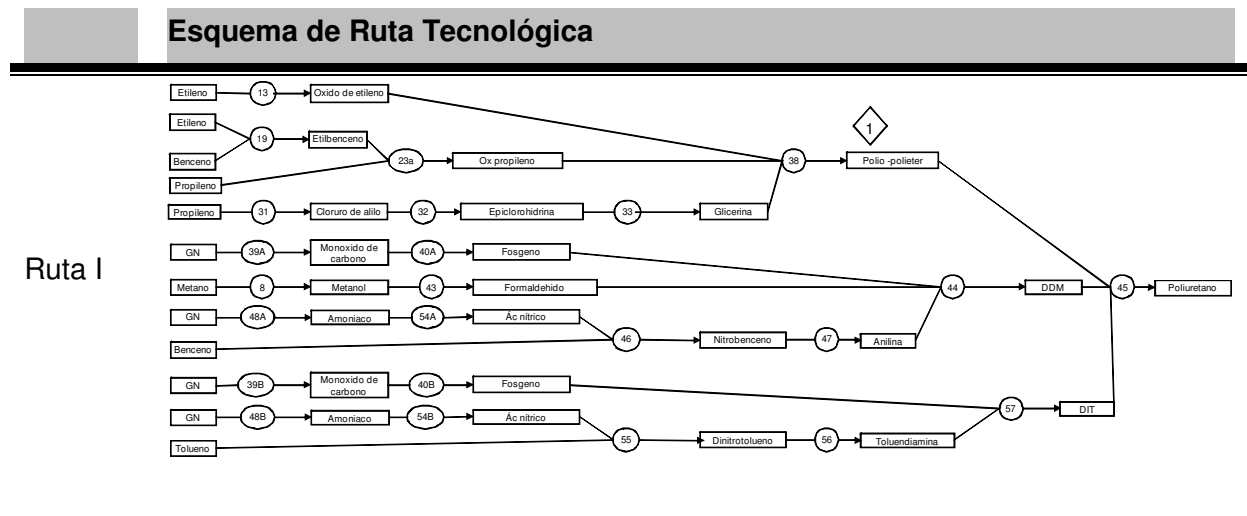 Esquema de Ruta Tecnológica
Etileno
13
Oxido de etileno
Etileno
19
Etilbenceno
1
Benceno
23a
Ox propileno
38
Polio -polieter
Propileno
Propileno
31
Cloruro de alilo
32
Epiclorohidrina
33
Glicerina
GN
39A
Monoxido de
carbono
40A
Fosgeno
Ruta I
Metano
8
Metanol
43
Formaldehido
44
DDM
45
Poliuretano
GN
48A
Amoniaco
54A
Ác nítrico
Benceno
46
Nitrobenceno
47
Anilina
GN
39B
Monoxido de
carbono
40B
Fosgeno
57
DIT
GN
48B
Amoniaco
54B
Ác nítrico
Tolueno
55
Dinitrotolueno
56
Toluendiamina